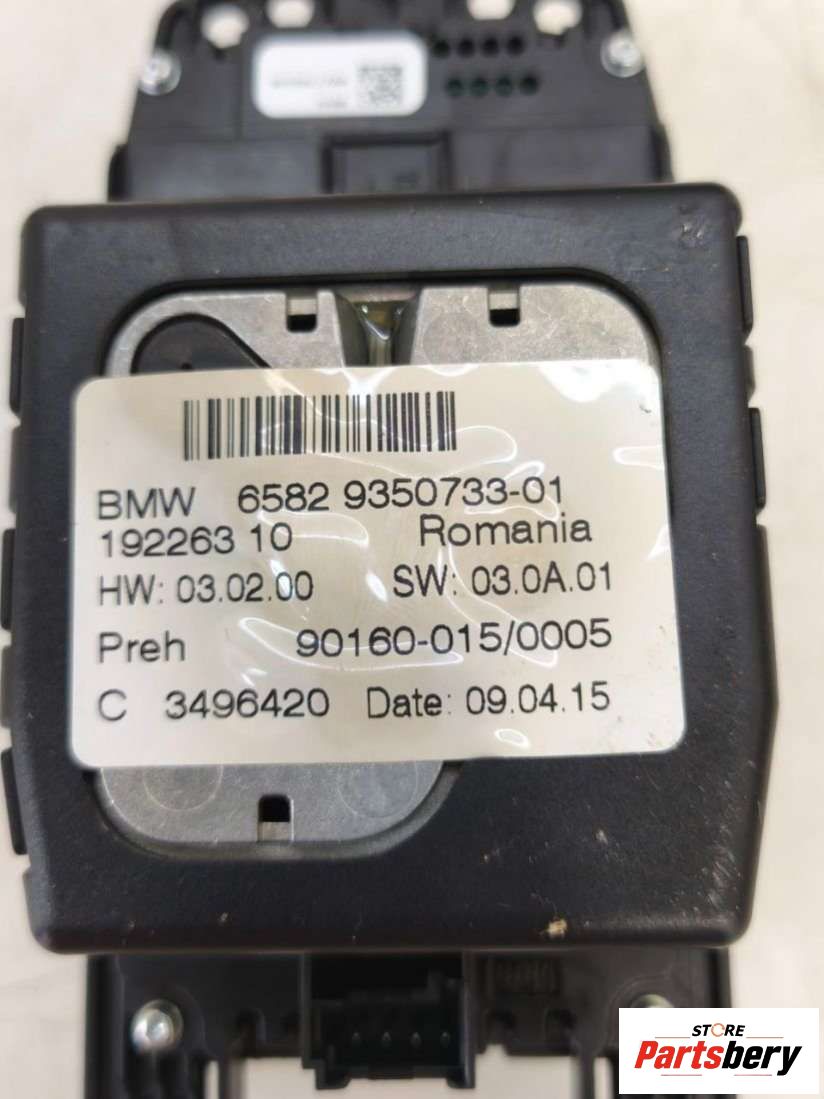 BMW 6582 9350733-01
192263 10 Romania
HW: 03.02.00 SW: 03.0A.01
Preh 90160-015/0005
C 3496420 Date: 09.04.15
STORE
Partsbery